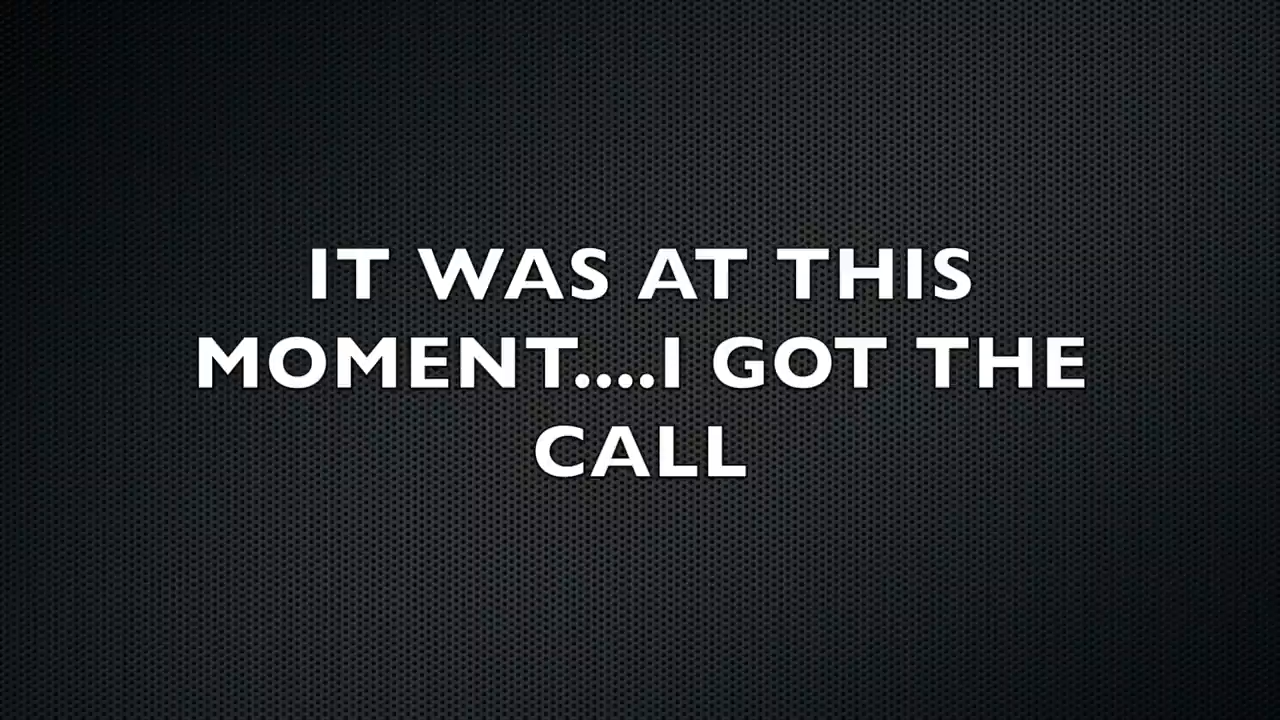 IT WAS AT THIS
MOMENT....I GOT THE
CALL